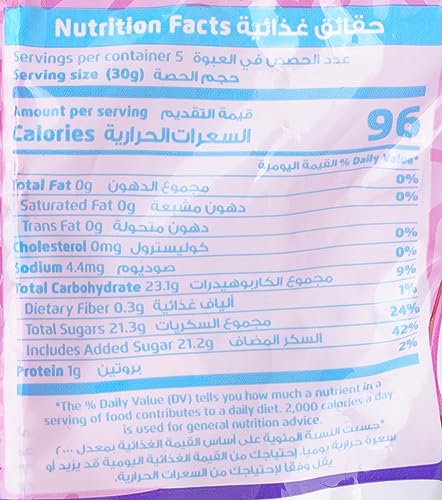 Nutrition Facts حقائق غذائية
Servings per container 5 عدد الحصص في العبوة
Serving size (30g) حجم الحصة
Amount per serving قيمة التقديم
Calories السعرات الحرارية 96
% Daily Value* القيمة اليومية
Total Fat 0g مجموع الدهون 0%
Saturated Fat 0g دهون مشبعة 0%
Trans Fat 0g دهون متحولة
Cholesterol 0mg كوليسترول 0%
Sodium 4.4mg صوديوم 0%
Total Carbohydrate 23.1g مجموع الكاربوهيدرات 9%
Dietary Fiber 0.3g ألياف غذائية 1%
Total Sugars 21.3g مجموع السكريات 24%
Includes Added Sugar 21.2g السكر المضاف 42%
Protein 1g بروتين 2%
*The % Daily Value (DV) tells you how much a nutrient in a
serving of food contributes to a daily diet. 2,000 calories a day
is used for general nutrition advice.
*حسبت النسبة المئوية على اساس القيمة الغذائية بمعدل ٢٠٠٠
سعرة حرارية يوميا. احتياجك من القيمة الغذائية اليومية قد يزيد أو
يقل وفقا لإحتياجك من السعرات الحرارية.